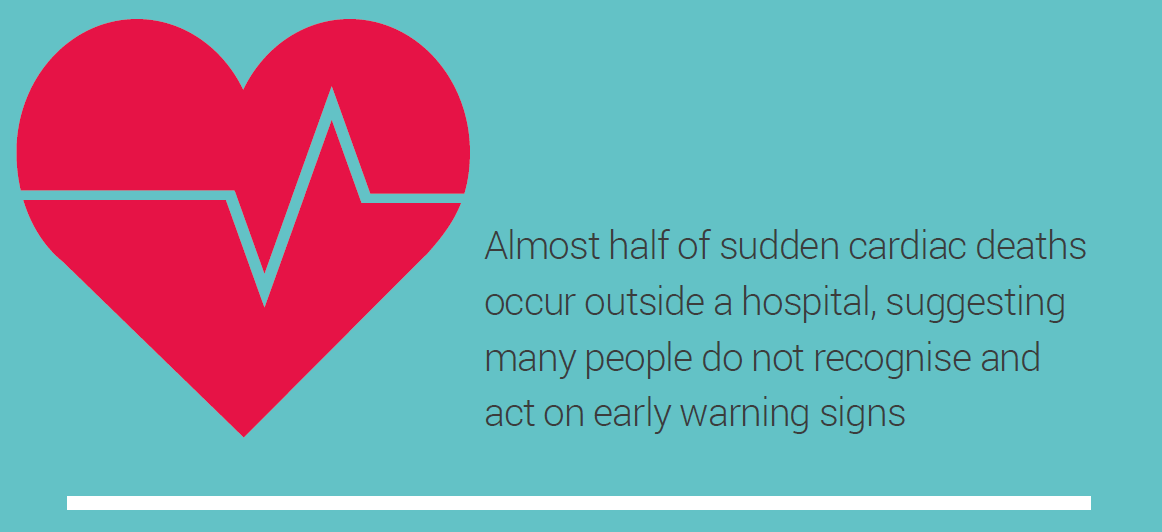 Almost half of sudden cardiac deaths
occur outside a hospital, suggesting
many people do not recognise and
act on early warning signs